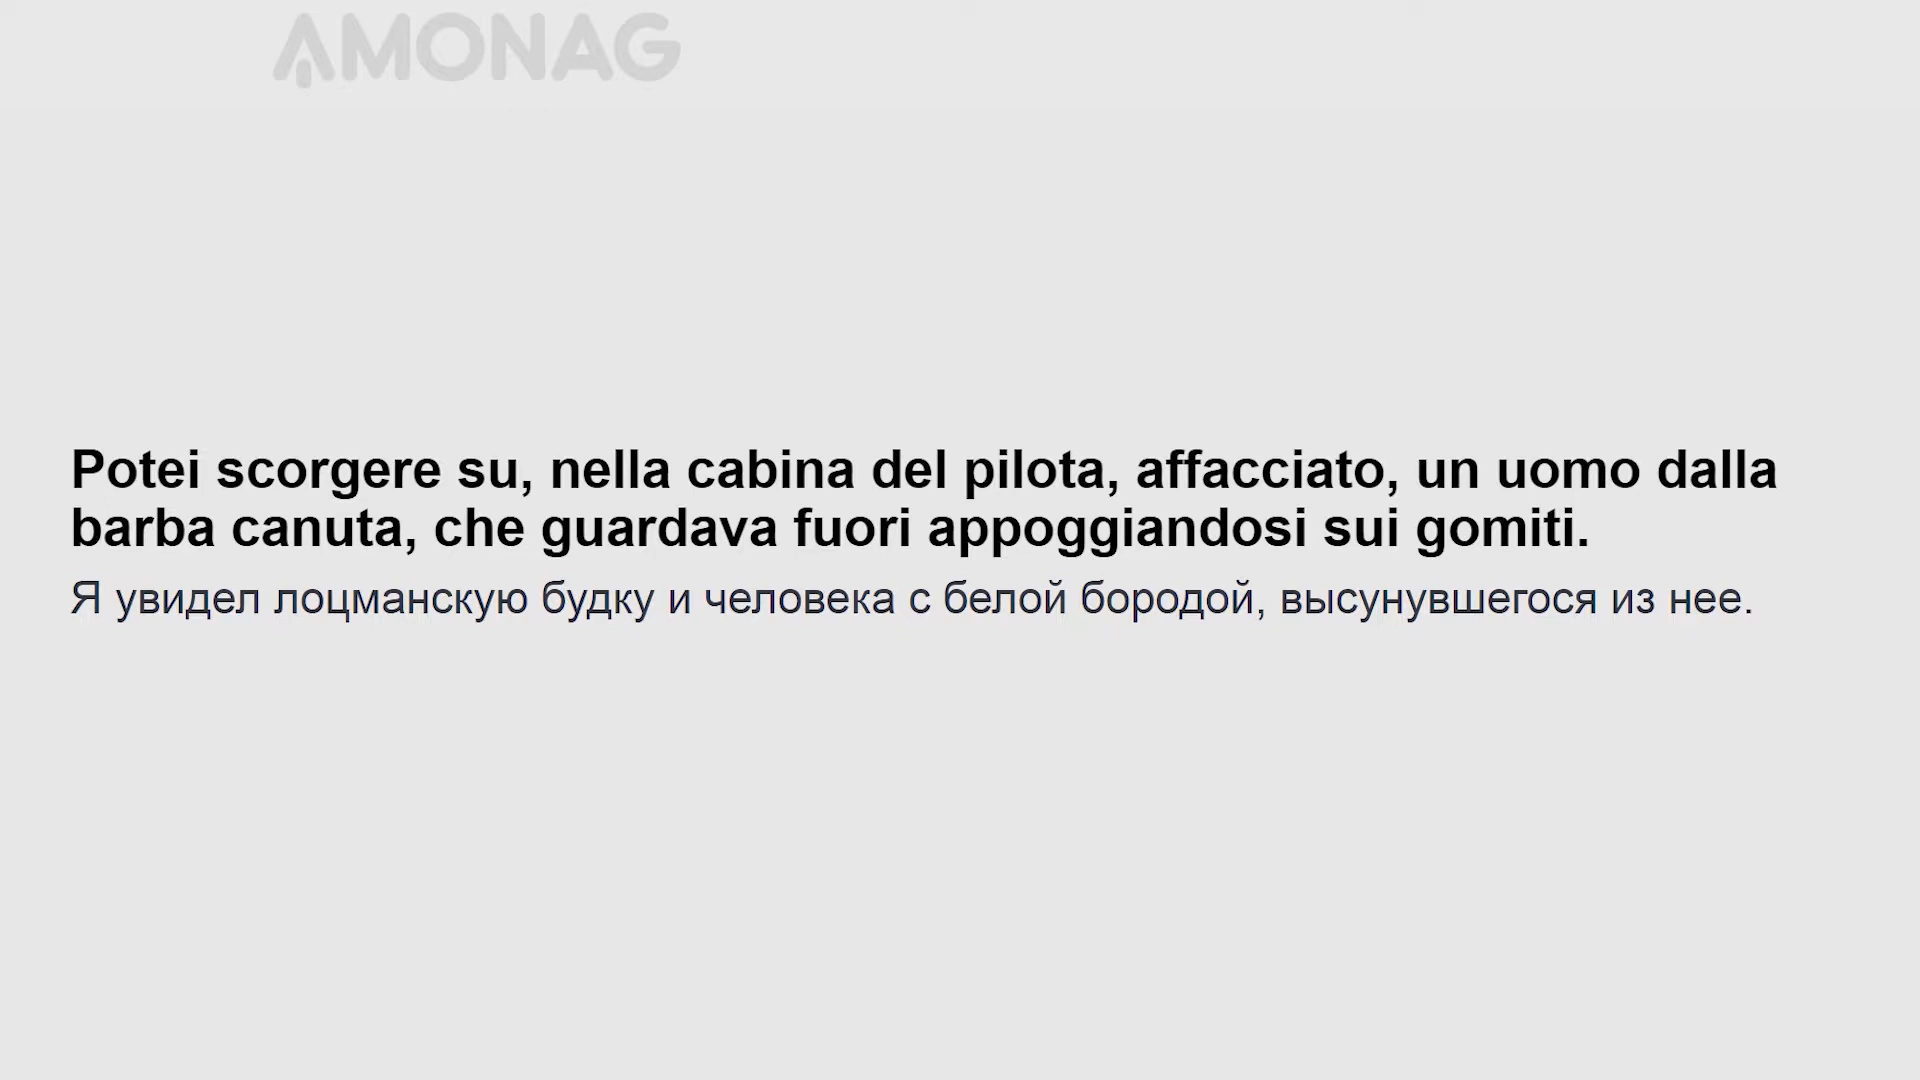 AMONAG
Potei scorgere su, nella cabina del pilota, affacciato, un uomo dalla
barba canuta, che guardava fuori appoggiandosi sui gomiti.
Я увидел лоцманскую будку и человека с белой бородой, высунувшегося из нее.